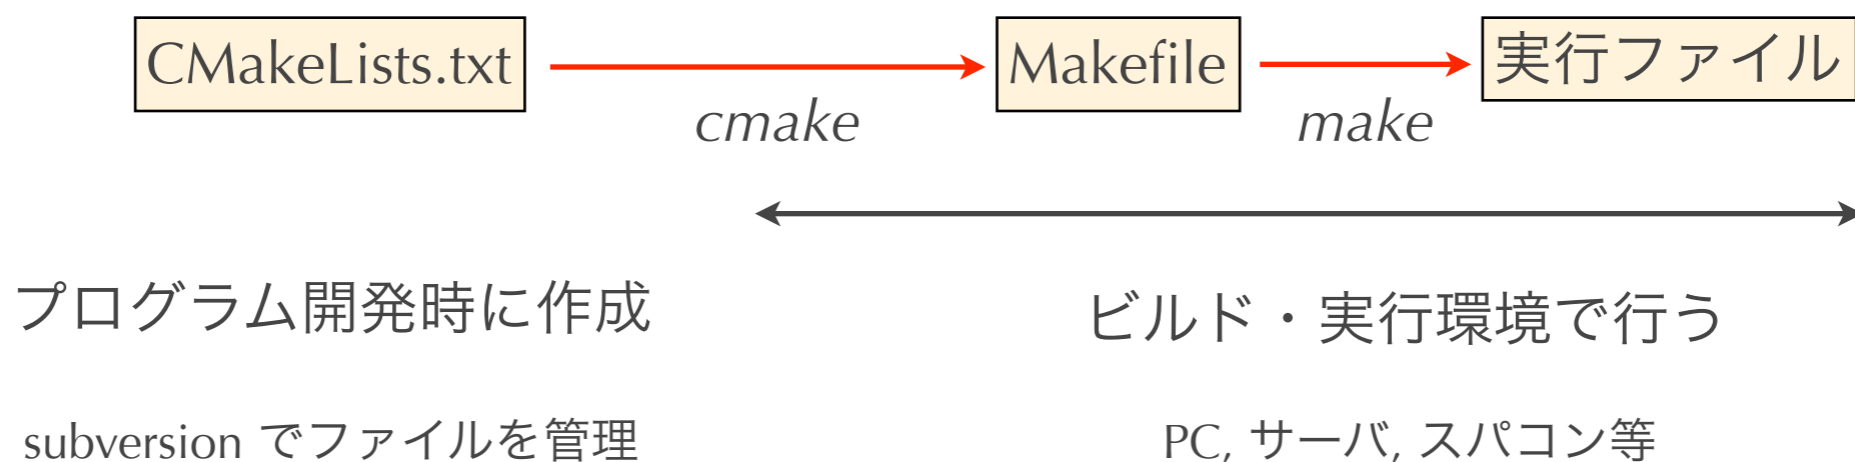 CMakeLists.txt
Makefile
実行ファイル
cmake
make
プログラム開発時に作成
ビルド・実行環境で行う
subversion でファイルを管理
PC, サーバ, スパコン等